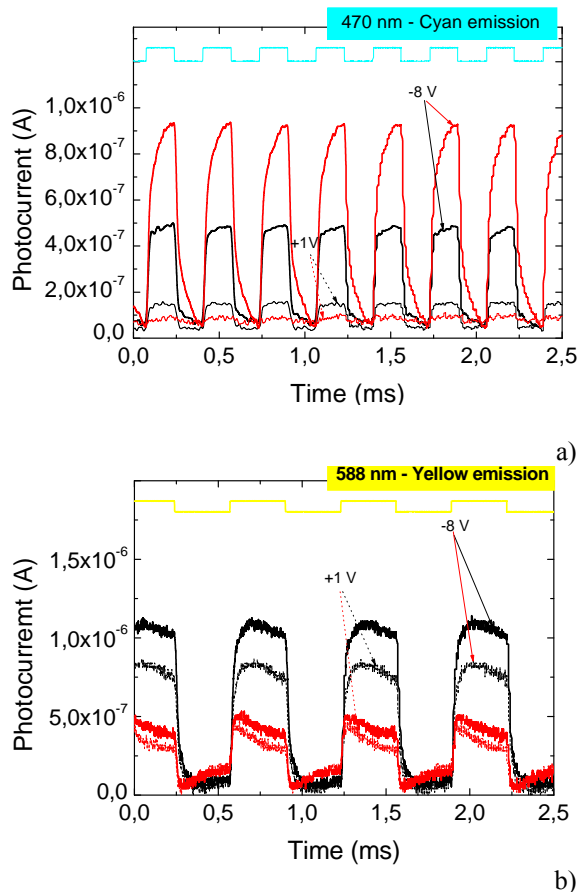 470 nm - Cyan emission
1,0x10-6
-8 V
8,0x10-7
6,0x10-7
4,0x10-7
+1V
2,0x10-7
0,0
Photocurrent (A)
0,0 0,5 1,0 1,5 2,0 2,5
Time (ms)
a)
588 nm - Yellow emission
-8 V
1,5x10-6
+1 V
1,0x10-6
5,0x10-7
0,0
Photocurremt (A)
0,0 0,5 1,0 1,5 2,0 2,5
Time (ms)
b)